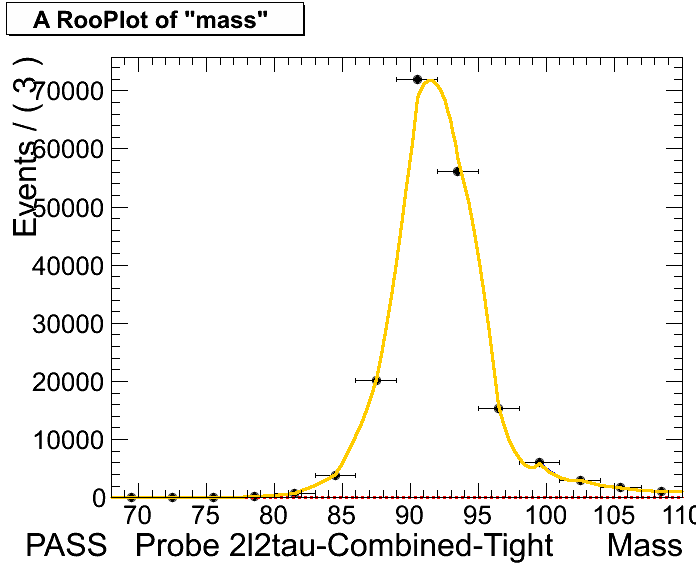 A RooPlot of "mass"
Events / ( 3 )
70000
60000
50000
40000
30000
20000
10000
0
70 75 80 85 90 95 100 105 110
PASS Probe 2l2tau-Combined-Tight Mass